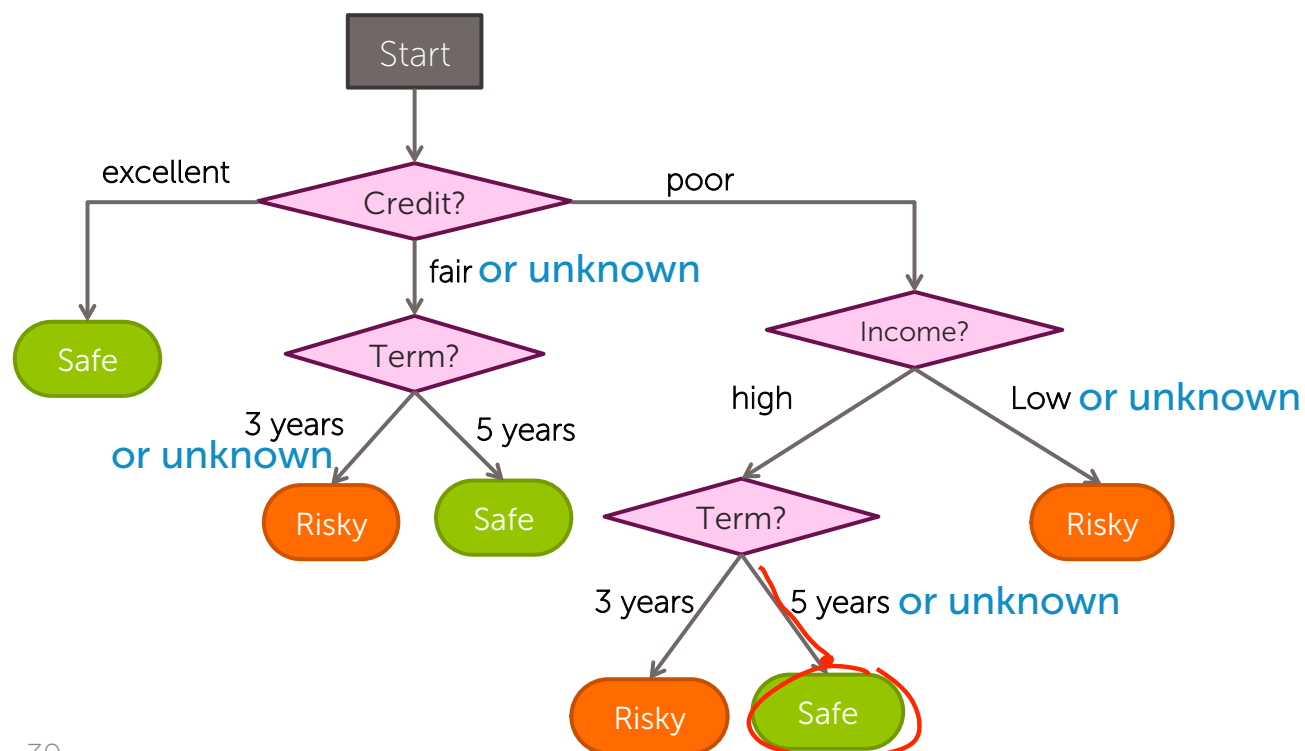 Start
excellent
Credit?
poor
fair or unknown
Safe
Term?
Income?
high
Low or unknown
3 years
or unknown
5 years
Risky
Safe
Term?
Risky
3 years
5 years or unknown
Risky
Safe